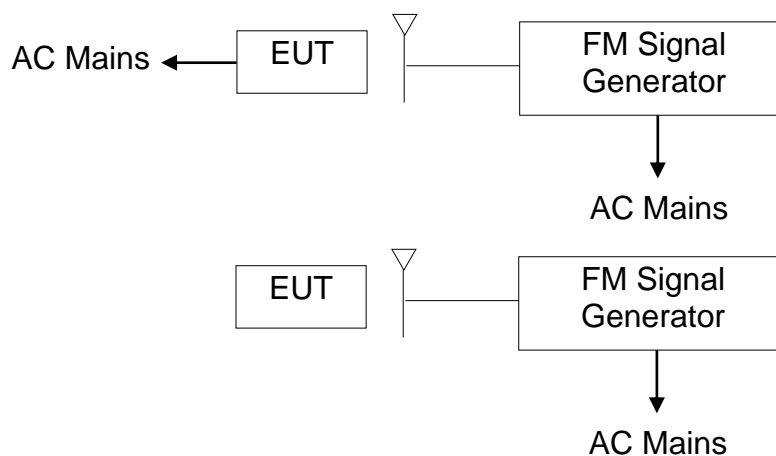 AC Mains
EUT
FM Signal
Generator
AC Mains
EUT
FM Signal
Generator
AC Mains